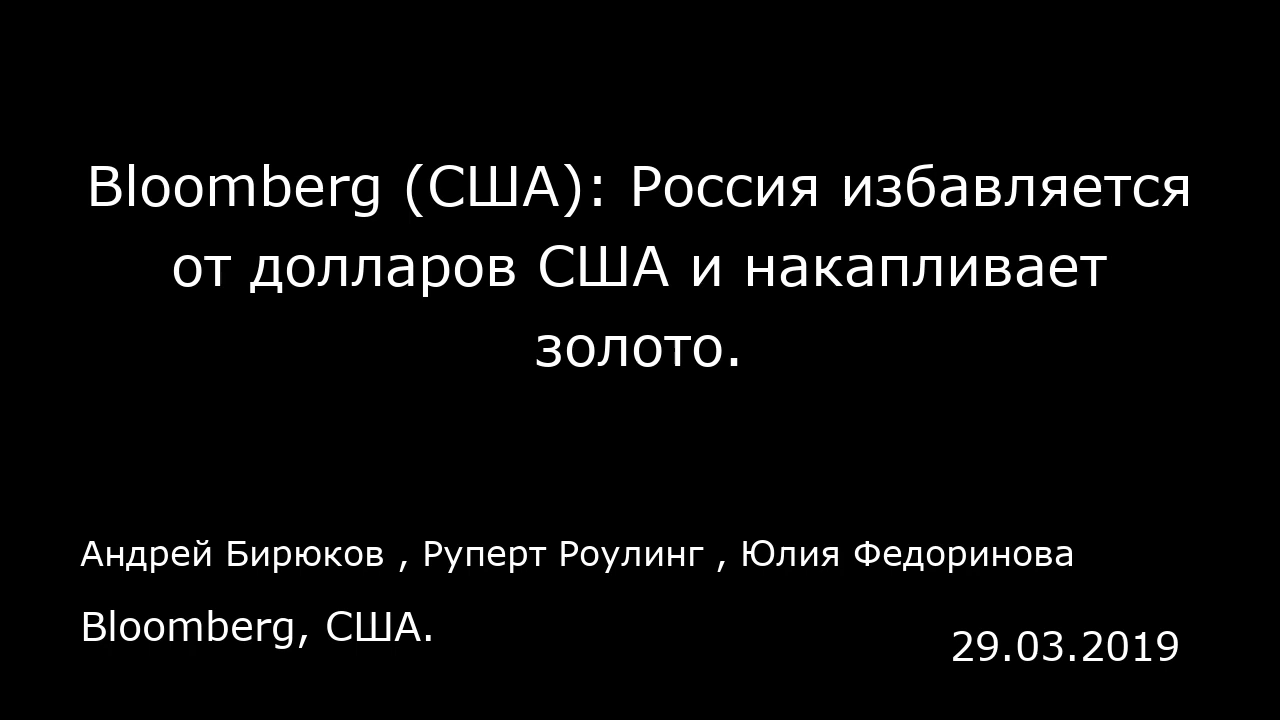 Bloomberg (США): Россия избавляется
от долларов США и накапливает
золото.
Андрей Бирюков , Руперт Роулинг , Юлия Федоринова
Bloomberg, США.
29.03.2019